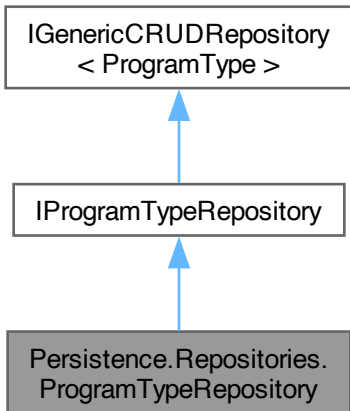 IGenericCRUDRepository
< ProgramType >
IProgramTypeRepository
Persistence.Repositories.
ProgramTypeRepository